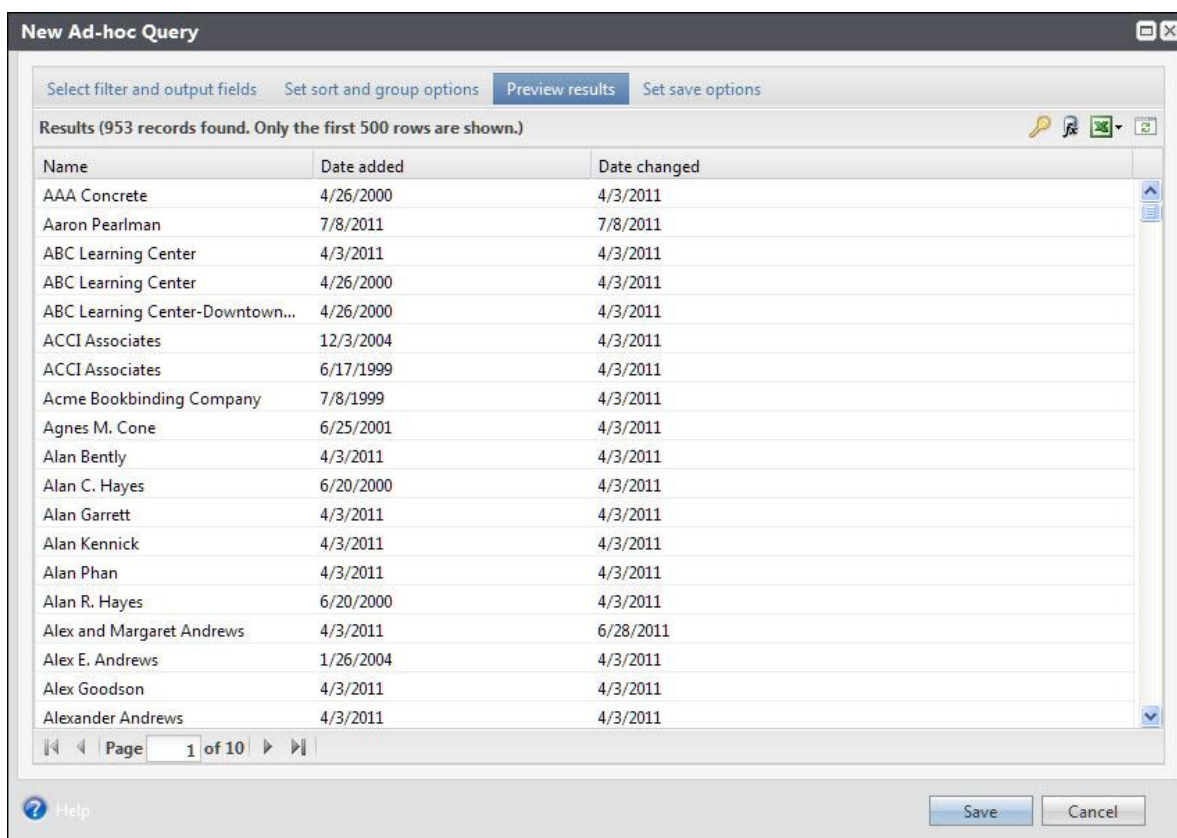 New Ad-hoc Query
Select filter and output fields Set sort and group options Preview results Set save options
Results (953 records found. Only the first 500 rows are shown.)
Name Date added Date changed
AAA Concrete 4/26/2000 4/3/2011
Aaron Pearlman 7/8/2011 7/8/2011
ABC Learning Center 4/3/2011 4/3/2011
ABC Learning Center 4/26/2000 4/3/2011
ABC Learning Center-Downtown... 4/26/2000 4/3/2011
ACCI Associates 12/3/2004 4/3/2011
ACCI Associates 6/17/1999 4/3/2011
Acme Bookbinding Company 7/8/1999 4/3/2011
Agnes M. Cone 6/25/2001 4/3/2011
Alan Bently 4/3/2011 4/3/2011
Alan C. Hayes 6/20/2000 4/3/2011
Alan Garrett 4/3/2011 4/3/2011
Alan Kennick 4/3/2011 4/3/2011
Alan Phan 4/3/2011 4/3/2011
Alan R. Hayes 6/20/2000 4/3/2011
Alex and Margaret Andrews 4/3/2011 6/28/2011
Alex E. Andrews 1/26/2004 4/3/2011
Alex Goodson 4/3/2011 4/3/2011
Alexander Andrews 4/3/2011 4/3/2011
Page 1 of 10
Help Save Cancel